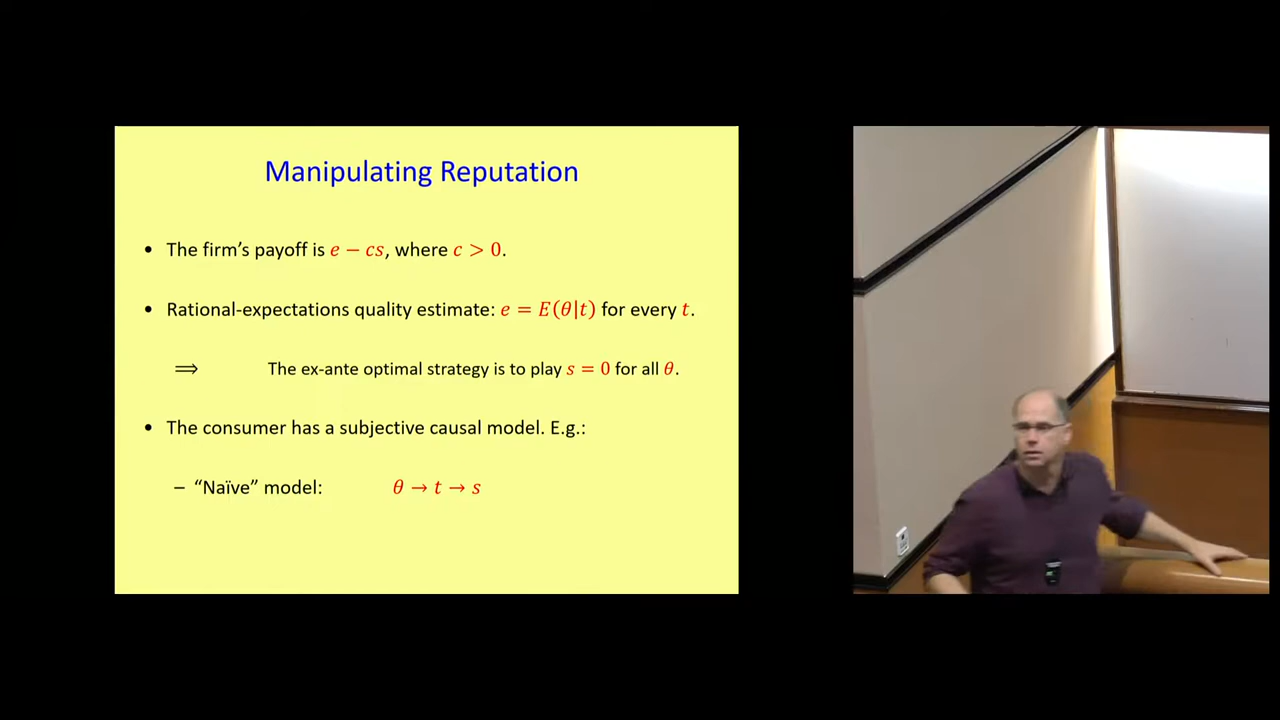 Manipulating Reputation
• The firm's payoff is e − cs, where c > 0.
• Rational-expectations quality estimate: e = E(θ|t) for every t.
⟹ The ex-ante optimal strategy is to play s = 0 for all θ.
• The consumer has a subjective causal model. E.g.:
– “Naïve” model: θ → t → s